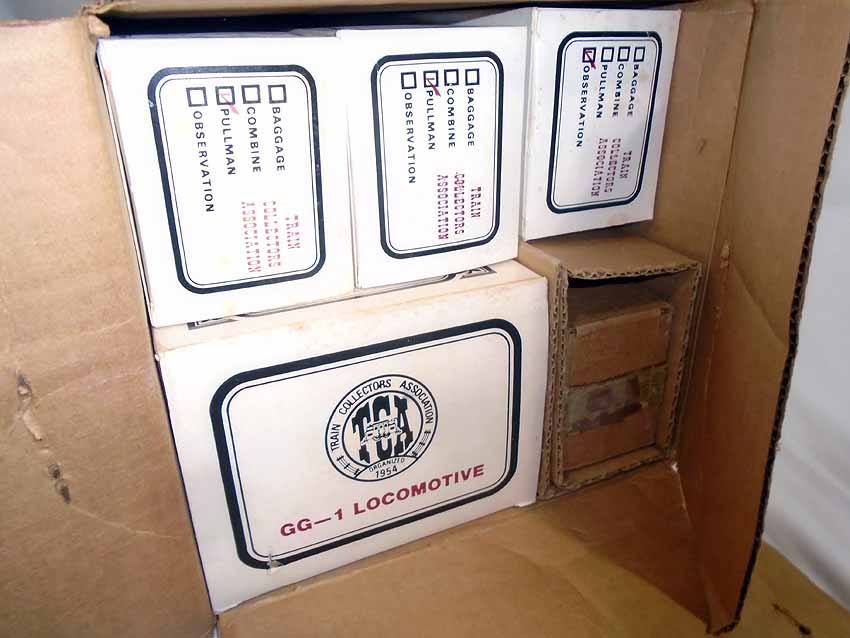 BAGGAGE
COMBINE
PULLMAN
OBSERVATION
TRAIN
COLLECTORS
ASSOCIATION
BAGGAGE
COMBINE
PULLMAN
OBSERVATION
TRAIN
COLLECTORS
ASSOCIATION
BAGGAGE
COMBINE
PULLMAN
OBSERVATION
TRAIN
COLLECTORS
ASSOCIATION
TRAIN COLLECTORS ASSOCIATION
TCA
ORGANIZED
1954
GG-1 LOCOMOTIVE